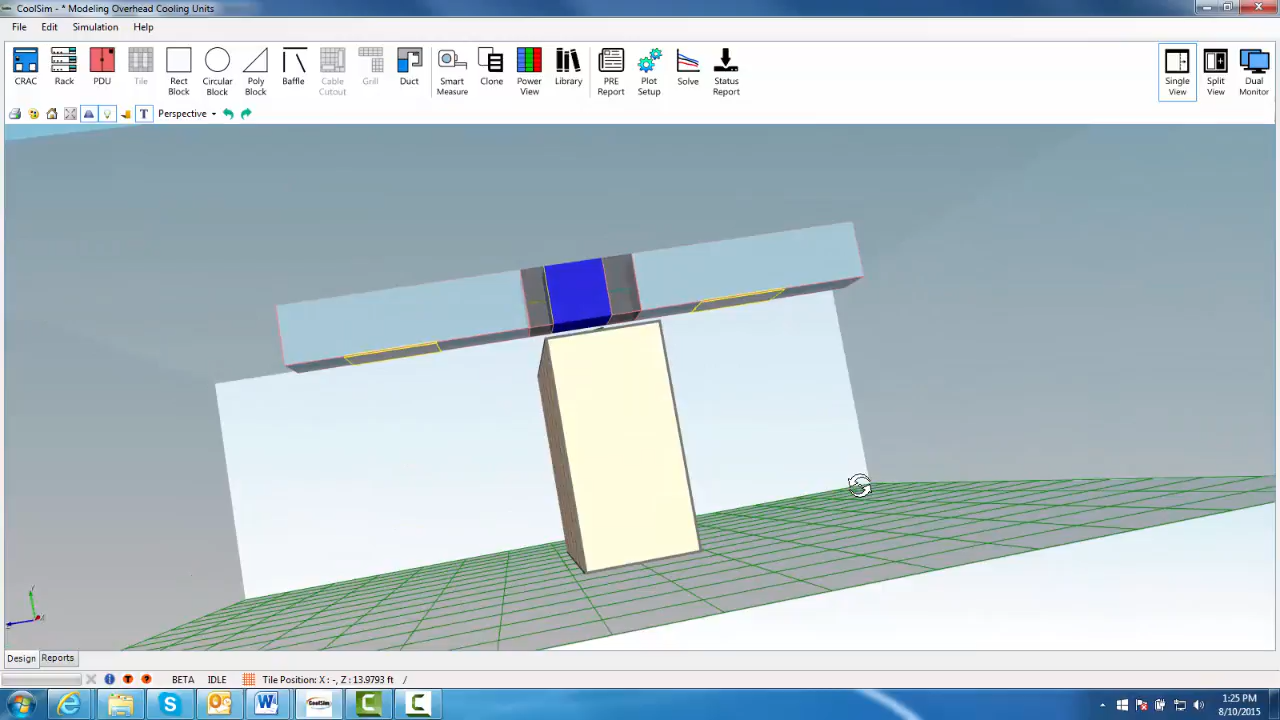 CoolSim - * Modeling Overhead Cooling Units
File Edit Simulation Help
CRAC Rack PDU Tile Rect Block Circular Block Poly Block Baffle Cable Cutout Grill Duct Smart Measure Clone Power View Library PRE Report Plot Setup Solve Status Report Single View Split View Dual Monitor
T Perspective
Design Reports
BETA IDLE Tile Position: X : -, Z : 13.9793 ft /
CoolSim
1:25 PM
8/10/2015